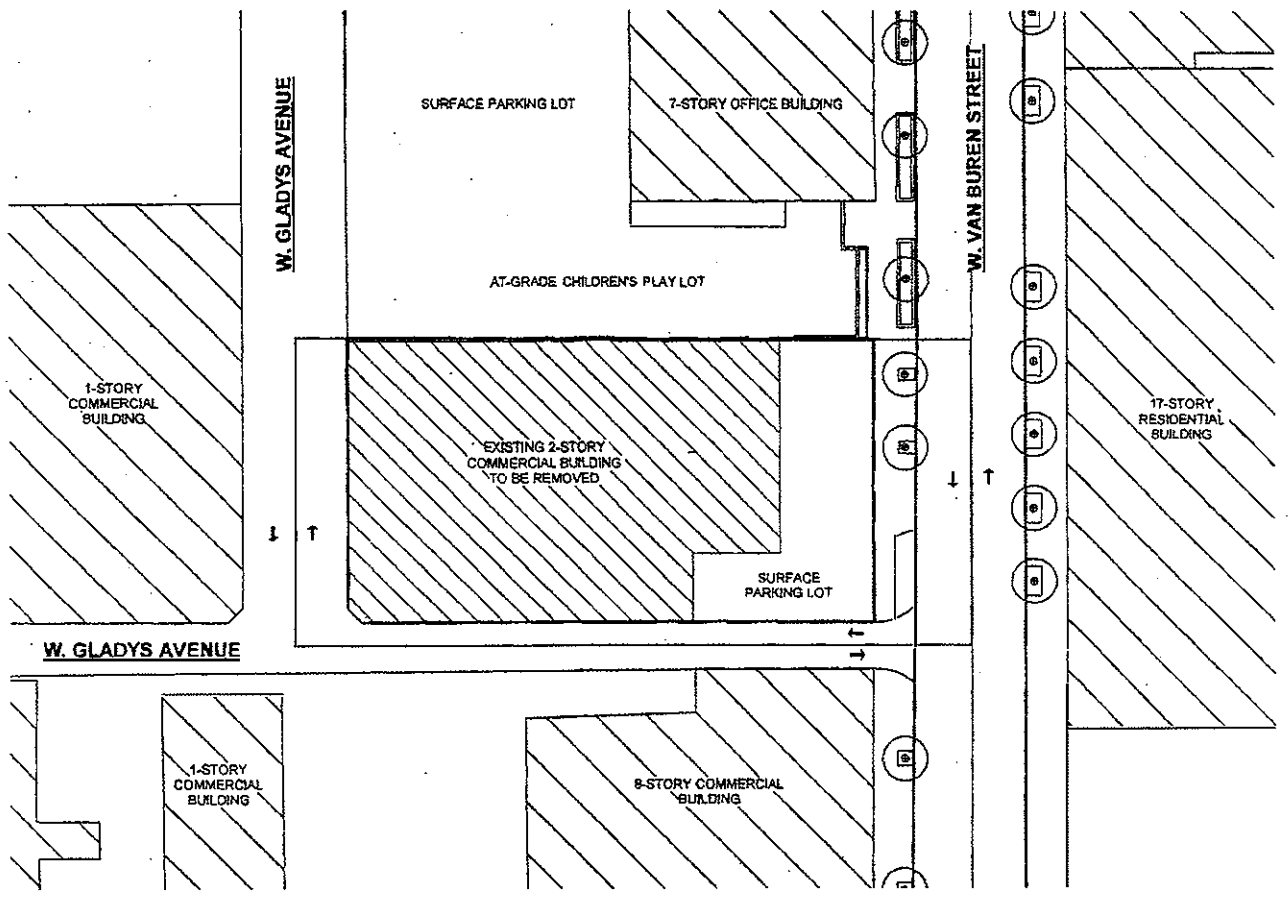 SURFACE PARKING LOT
7-STORY OFFICE BUILDING
W. GLADYS AVENUE
W. VAN BUREN STREET
AT-GRADE CHILDREN'S PLAY LOT
1-STORY
COMMERCIAL
BUILDING
EXISTING 2-STORY
COMMERCIAL BUILDING
TO BE REMOVED
17-STORY
RESIDENTIAL
BUILDING
SURFACE
PARKING LOT
W. GLADYS AVENUE
1-STORY
COMMERCIAL
BUILDING
8-STORY COMMERCIAL
BUILDING